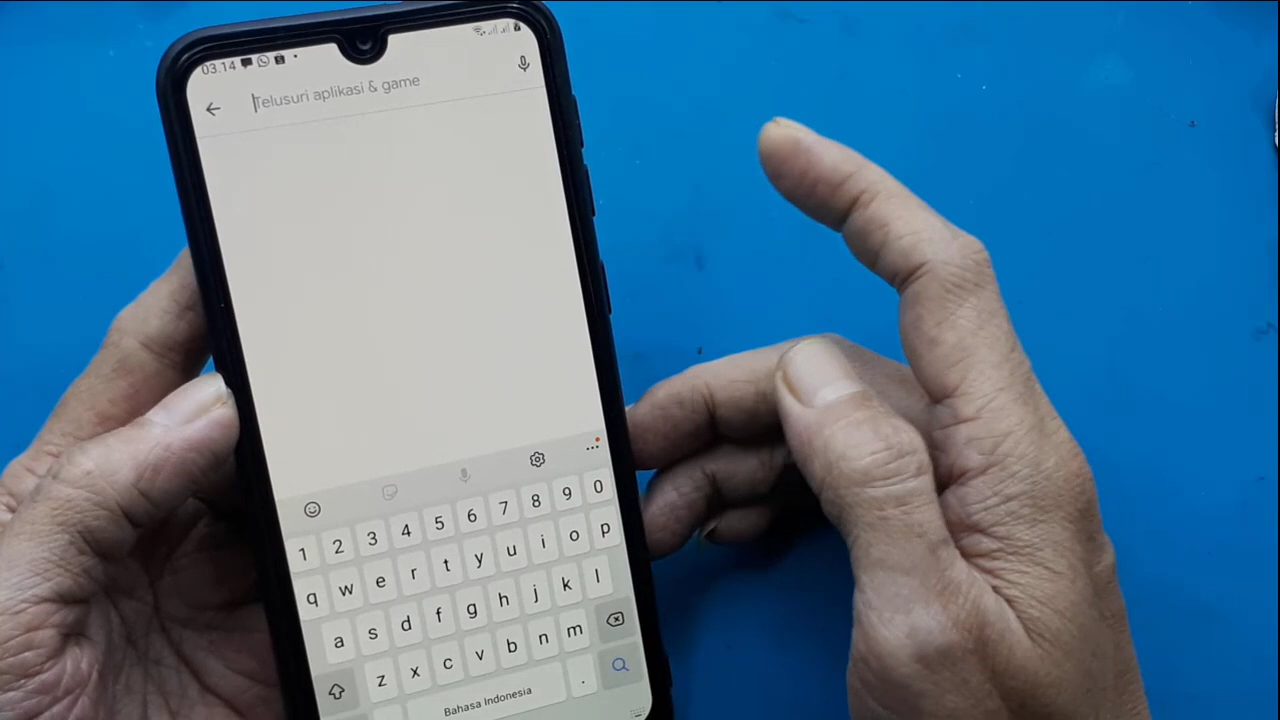 03.14
Telusuri aplikasi & game
1 2 3 4 5 6 7 8 9 0
q w e r t y u i o p
a s d f g h j k l
z x c v b n m
Bahasa Indonesia .